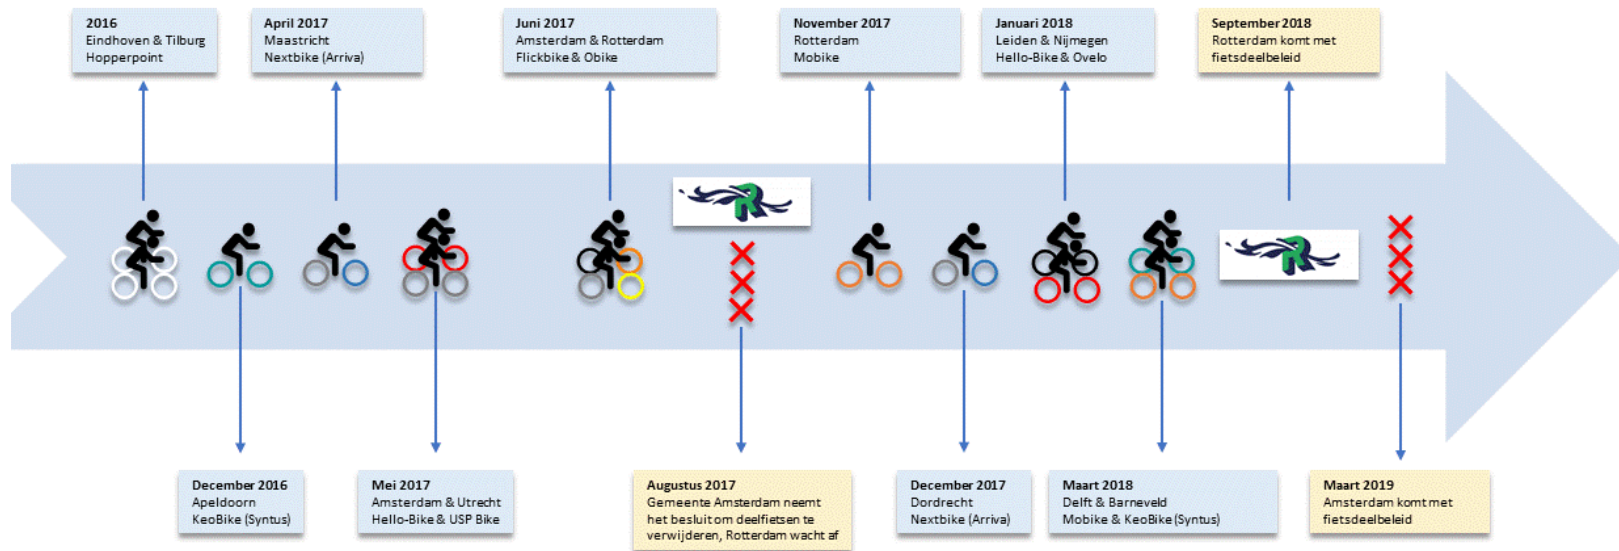 2016
Eindhoven & Tilburg
Hopperpoint
April 2017
Maastricht
Nextbike (Arriva)
Juni 2017
Amsterdam & Rotterdam
Flickbike & Obike
November 2017
Rotterdam
Mobike
Januari 2018
Leiden & Nijmegen
Hello-Bike & Ovelo
September 2018
Rotterdam komt met
fietsdeelbeleid
R
R
December 2016
Apeldoorn
KeoBike (Syntus)
Mei 2017
Amsterdam & Utrecht
Hello-Bike & USP Bike
Augustus 2017
Gemeente Amsterdam neemt
het besluit om deelfietsen te
verwijderen, Rotterdam wacht af
December 2017
Dordrecht
Nextbike (Arriva)
Maart 2018
Delft & Barneveld
Mobike & KeoBike (Syntus)
Maart 2019
Amsterdam komt met
fietsdeelbeleid